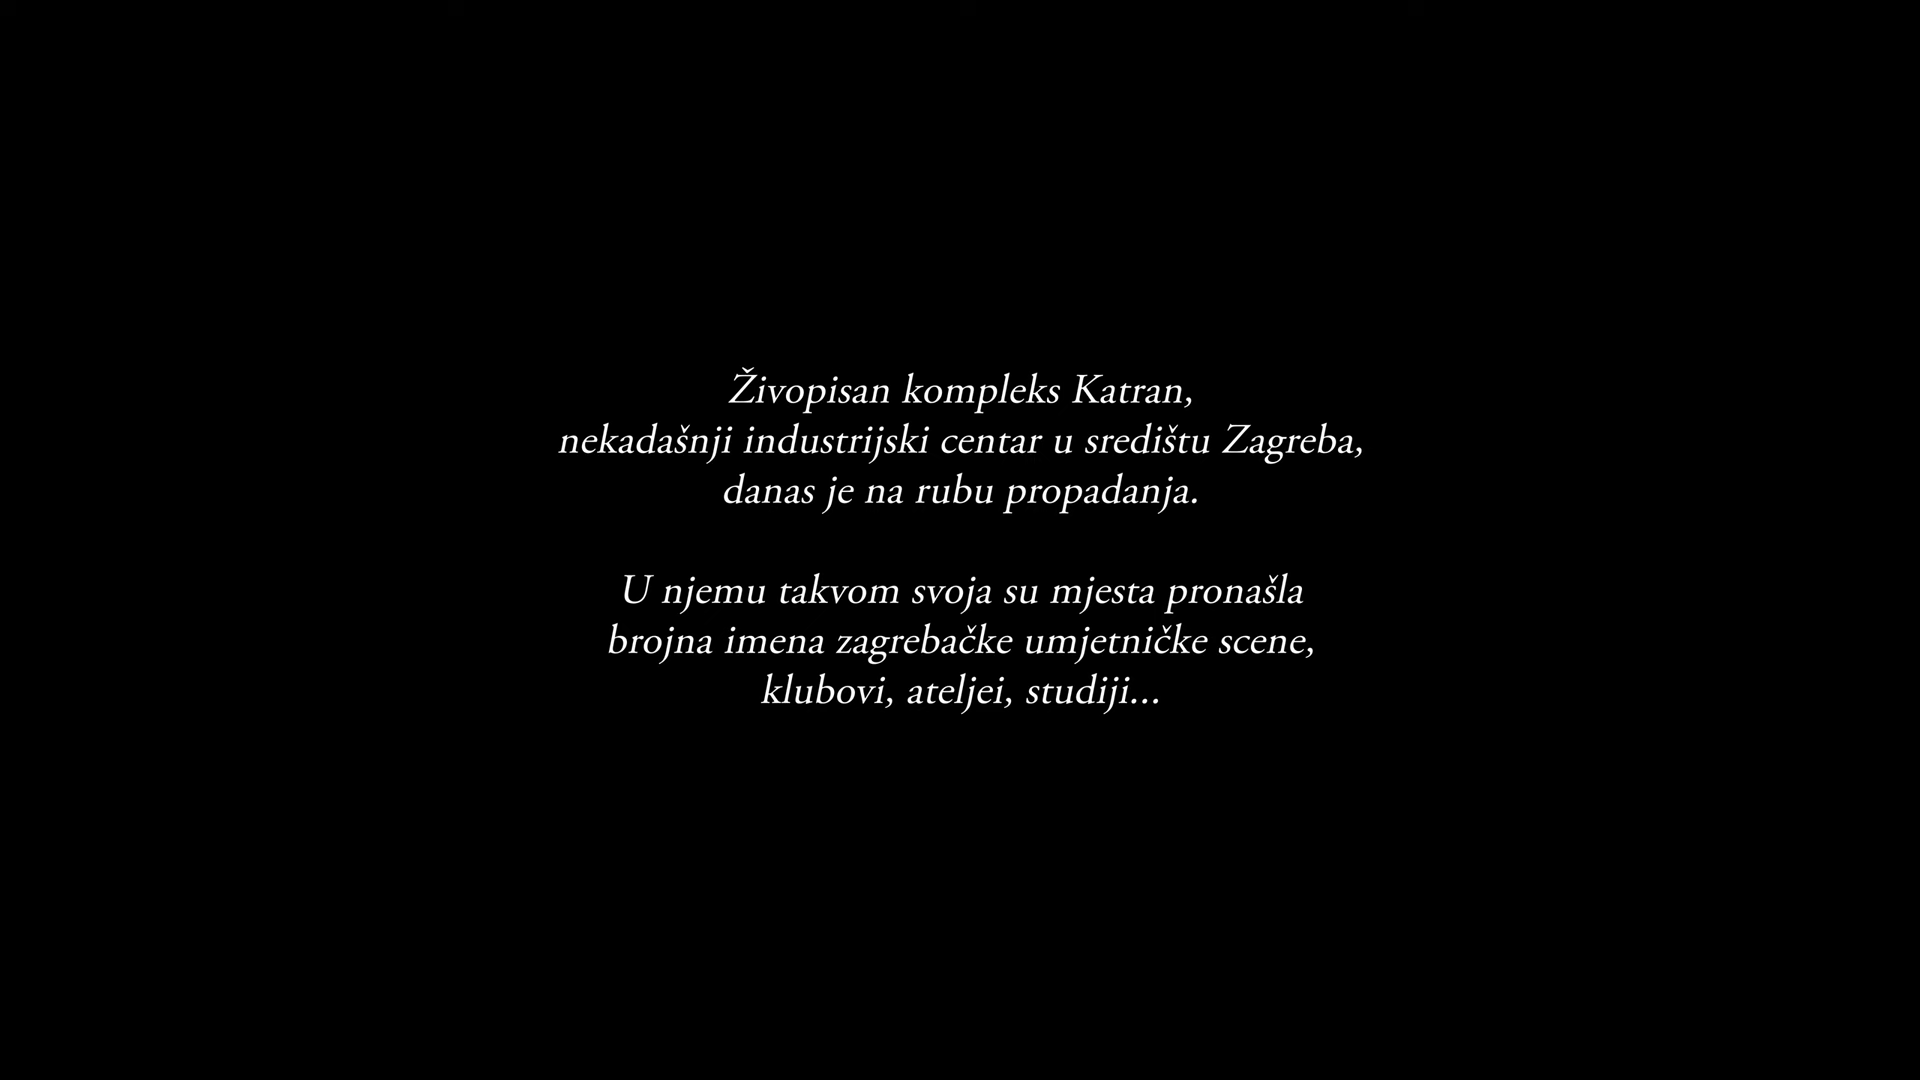 Živopisan kompleks Katran,
nekadašnji industrijski centar u središtu Zagreba,
danas je na rubu propadanja.
U njemu takvom svoja su mjesta pronašla
brojna imena zagrebačke umjetničke scene,
klubovi, ateljei, studiji...